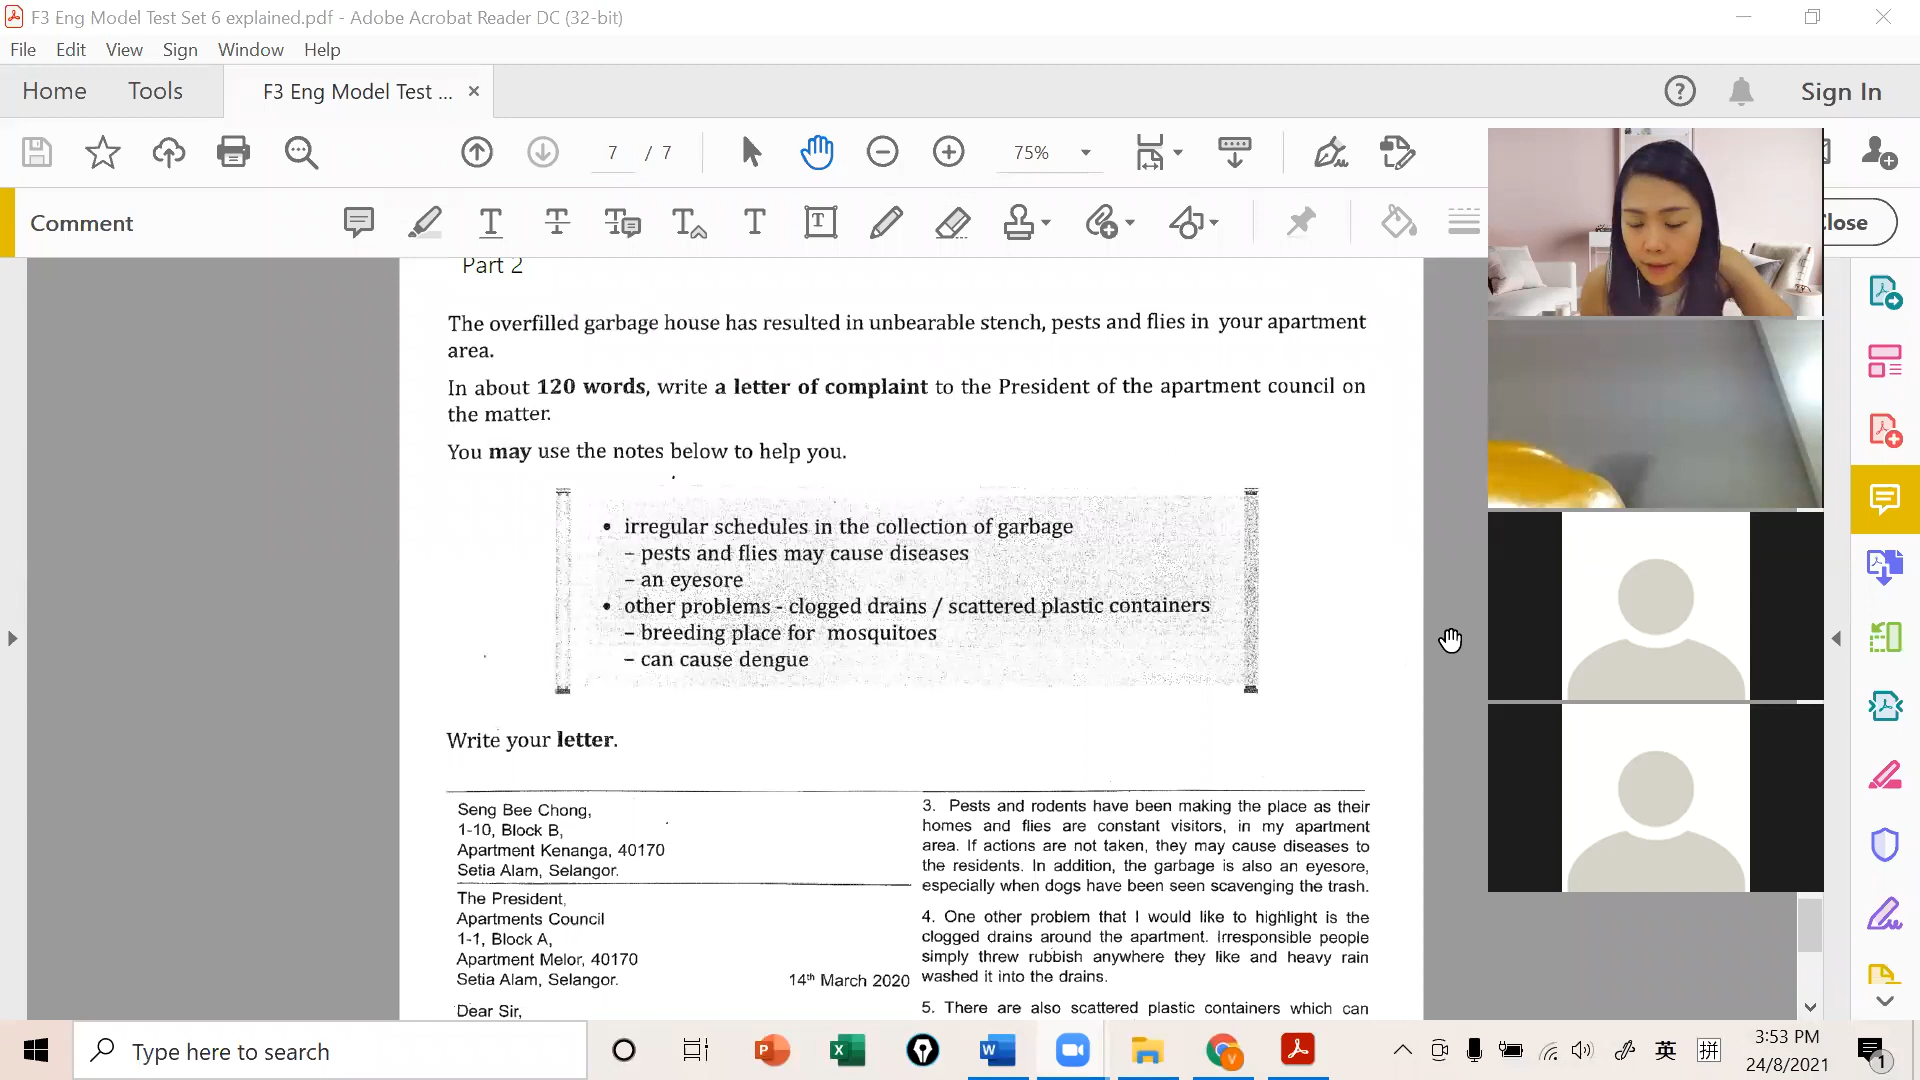 F3 Eng Model Test Set 6 explained.pdf - Adobe Acrobat Reader DC (32-bit)
File Edit View Sign Window Help
Home Tools F3 Eng Model Test ... × Sign In
7 / 7 75%
Comment Close
Part 2
The overfilled garbage house has resulted in unbearable stench, pests and flies in your apartment
area.
In about 120 words, write a letter of complaint to the President of the apartment council on
the matter.
You may use the notes below to help you.
• irregular schedules in the collection of garbage
– pests and flies may cause diseases
– an eyesore
• other problems - clogged drains / scattered plastic containers
– breeding place for mosquitoes
– can cause dengue
Write your letter.
Seng Bee Chong,
1-10, Block B,
Apartment Kenanga, 40170
Setia Alam, Selangor.
The President,
Apartments Council
1-1, Block A,
Apartment Melor, 40170
Setia Alam, Selangor. 14th March 2020
Dear Sir,
3. Pests and rodents have been making the place as their
homes and flies are constant visitors, in my apartment
area. If actions are not taken, they may cause diseases to
the residents. In addition, the garbage is also an eyesore,
especially when dogs have been seen scavenging the trash.
4. One other problem that I would like to highlight is the
clogged drains around the apartment. Irresponsible people
simply threw rubbish anywhere they like and heavy rain
washed it into the drains.
5. There are also scattered plastic containers which can
Type here to search
英 拼
3:53 PM
24/8/2021
1